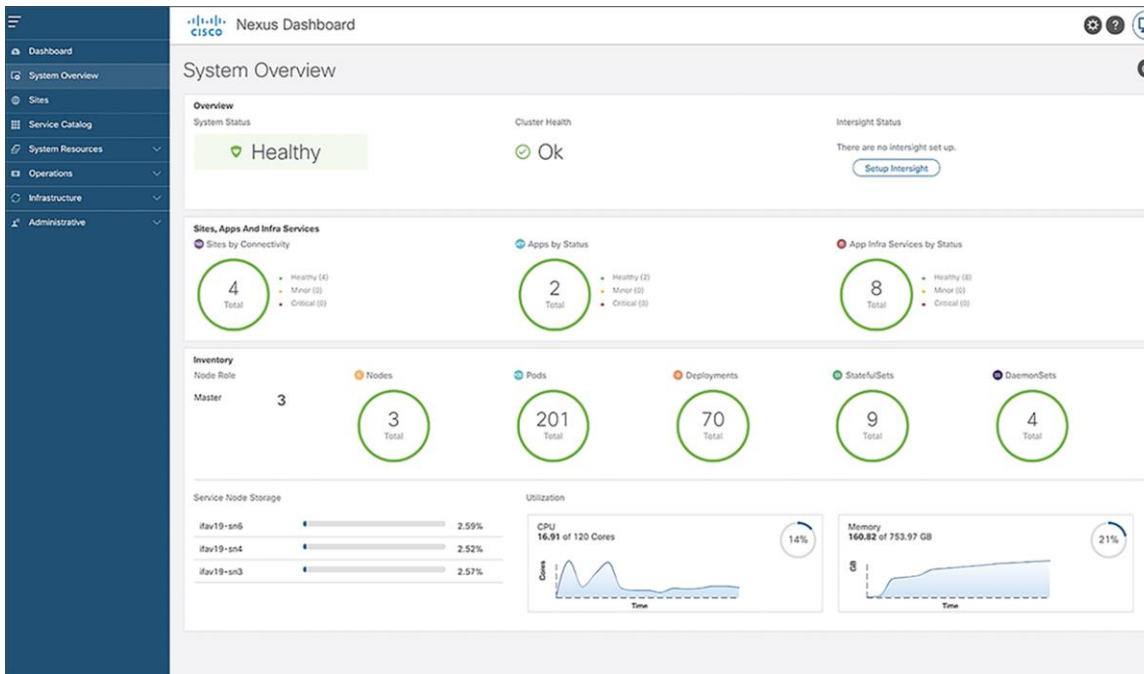 CISCO Nexus Dashboard
Dashboard
System Overview
Sites
Service Catalog
System Resources
Operations
Infrastructure
Administrative
System Overview
Overview
System Status
Healthy
Cluster Health
Ok
Intersight Status
There are no intersight set up.
Setup Intersight
Sites, Apps And Infra Services
Sites by Connectivity
4
Total
Healthy (4)
Minor (0)
Critical (0)
Apps by Status
2
Total
Healthy (2)
Minor (0)
Critical (0)
App Infra Services by Status
8
Total
Healthy (8)
Minor (0)
Critical (0)
Inventory
Node Role
Master 3
Nodes
3
Total
Pods
201
Total
Deployments
70
Total
StatefulSets
9
Total
DaemonSets
4
Total
Service Node Storage
ifav19-sn6 2.59%
ifav19-sn4 2.52%
ifav19-sn3 2.57%
Utilization
CPU
16.91 of 120 Cores
14%
Cores
Time
Memory
160.82 of 753.97 GB
21%
GB
Time